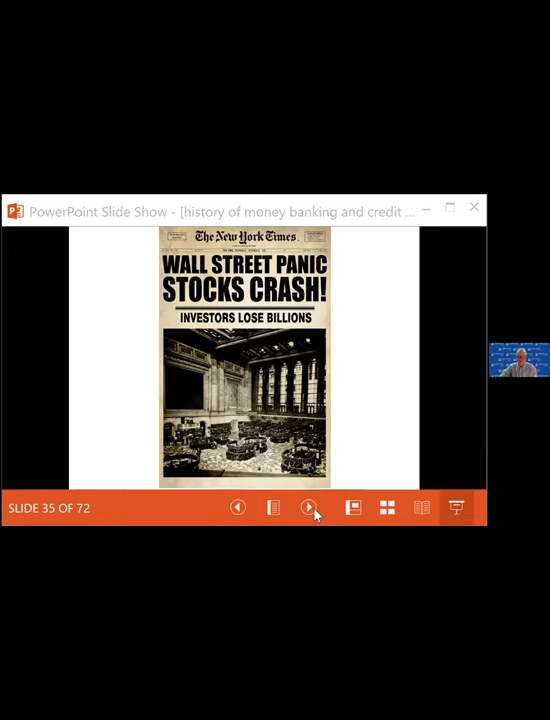 PowerPoint Slide Show - [history of money banking and credit ...
The New York Times.
WALL STREET PANIC
STOCKS CRASH!
INVESTORS LOSE BILLIONS
SLIDE 35 OF 72